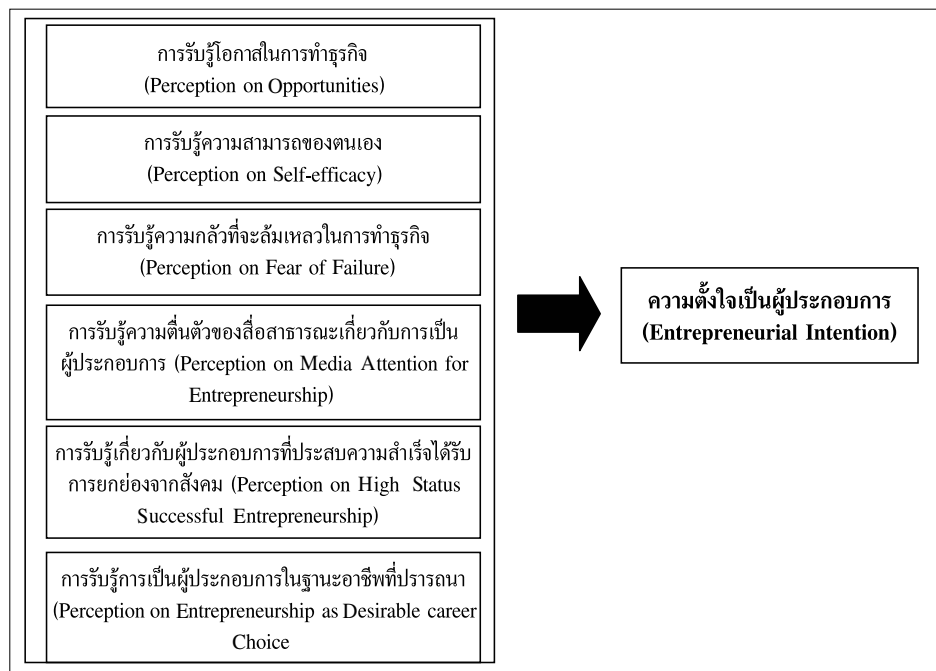 การรับรู้โอกาสในการทำธุรกิจ
(Perception on Opportunities)
การรับรู้ความสามารถของตนเอง
(Perception on Self-efficacy)
การรับรู้ความกลัวที่จะล้มเหลวในการทำธุรกิจ
(Perception on Fear of Failure)
การรับรู้ความตื่นตัวของสื่อสาธารณะเกี่ยวกับการเป็น
ผู้ประกอบการ (Perception on Media Attention for
Entrepreneurship)
การรับรู้เกี่ยวกับผู้ประกอบการที่ประสบความสำเร็จได้รับ
การยกย่องจากสังคม (Perception on High Status
Successful Entrepreneurship)
การรับรู้การเป็นผู้ประกอบการในฐานะอาชีพที่ปรารถนา
(Perception on Entrepreneurship as Desirable career
Choice
ความตั้งใจเป็นผู้ประกอบการ
(Entrepreneurial Intention)